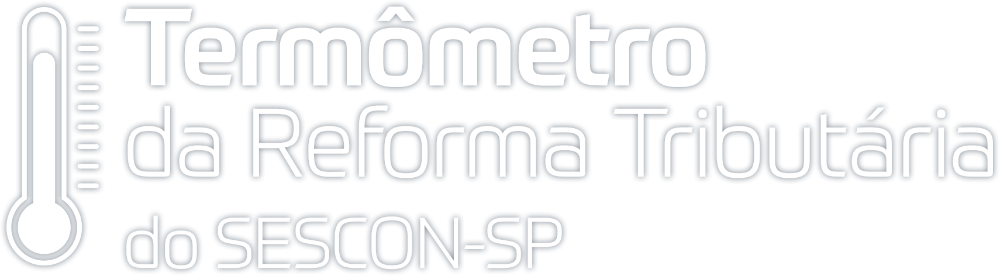 Termômetro
da Reforma Tributária
do SESCON-SP